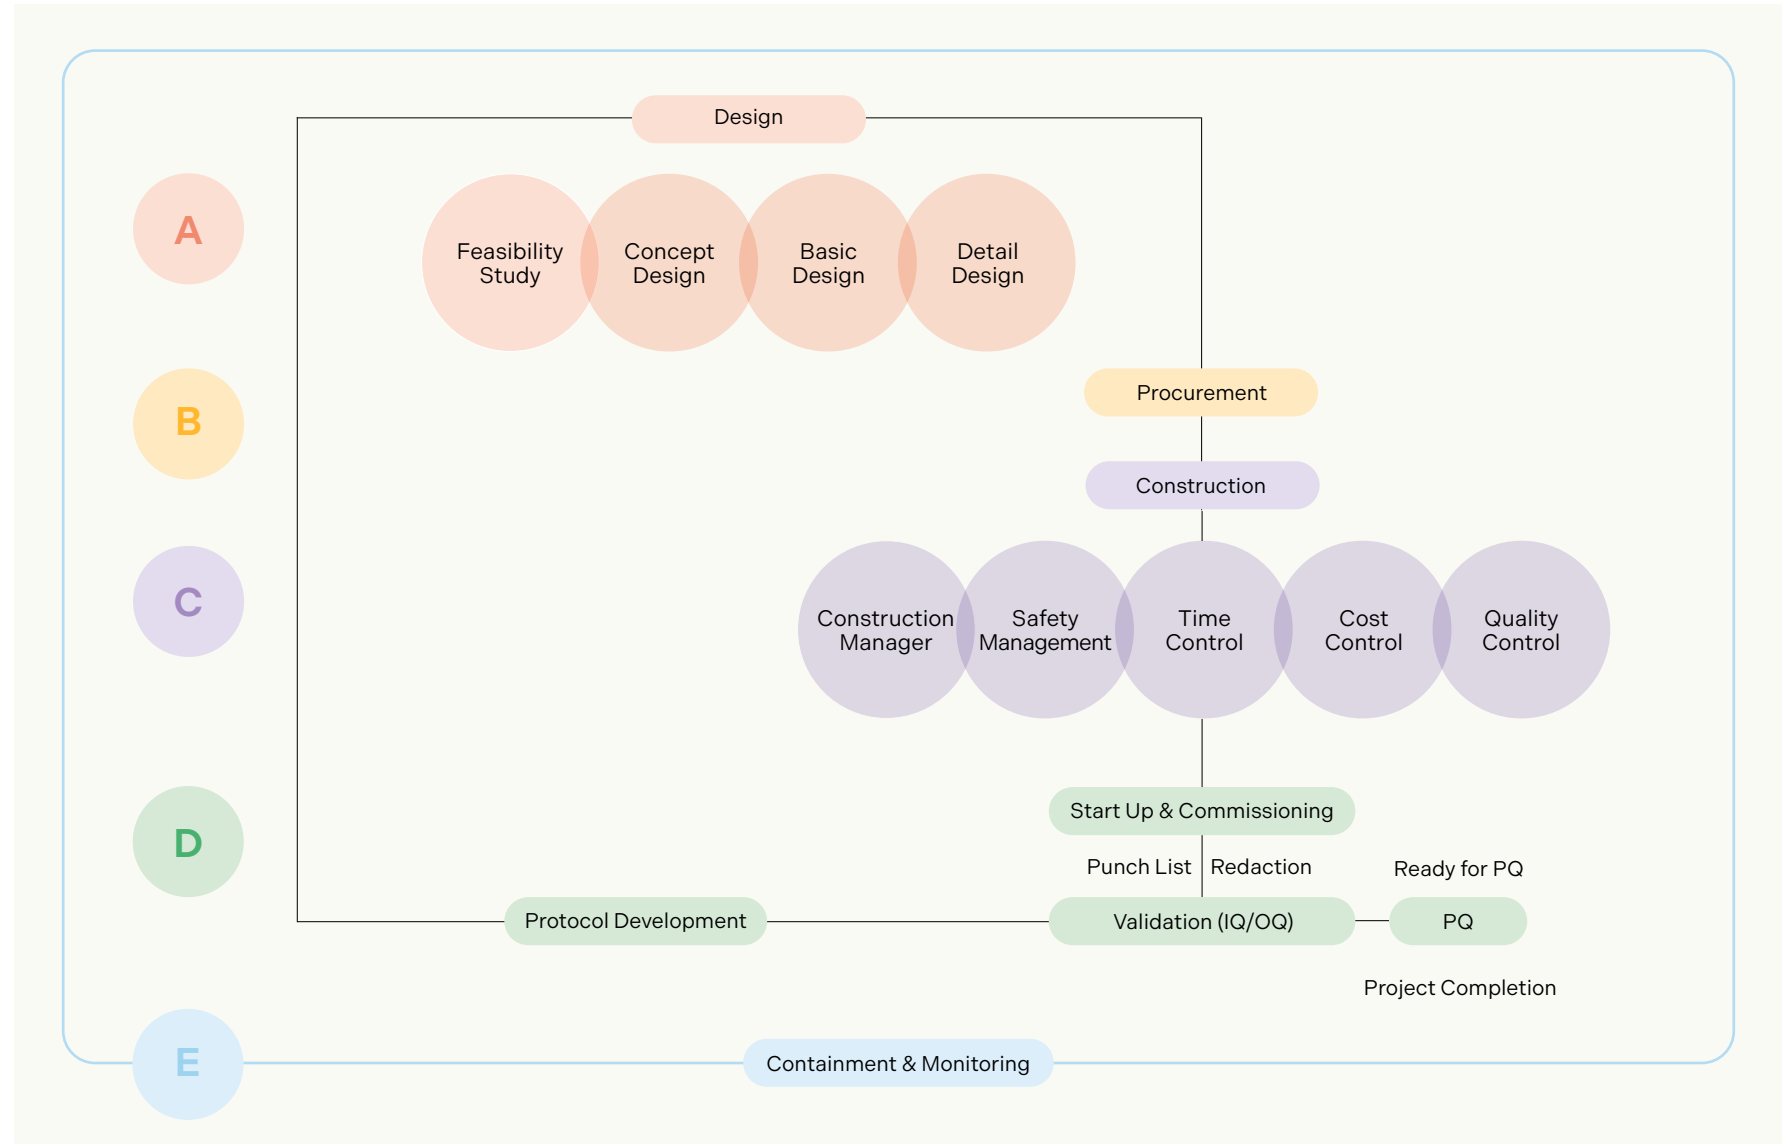 Design
A
Feasibility
Study
Concept
Design
Basic
Design
Detail
Design
B
Procurement
Construction
C
Construction
Manager
Safety
Management
Time
Control
Cost
Control
Quality
Control
D
Start Up & Commissioning
Punch List
Redaction
Ready for PQ
Protocol Development
Validation (IQ/OQ)
PQ
Project Completion
E
Containment & Monitoring